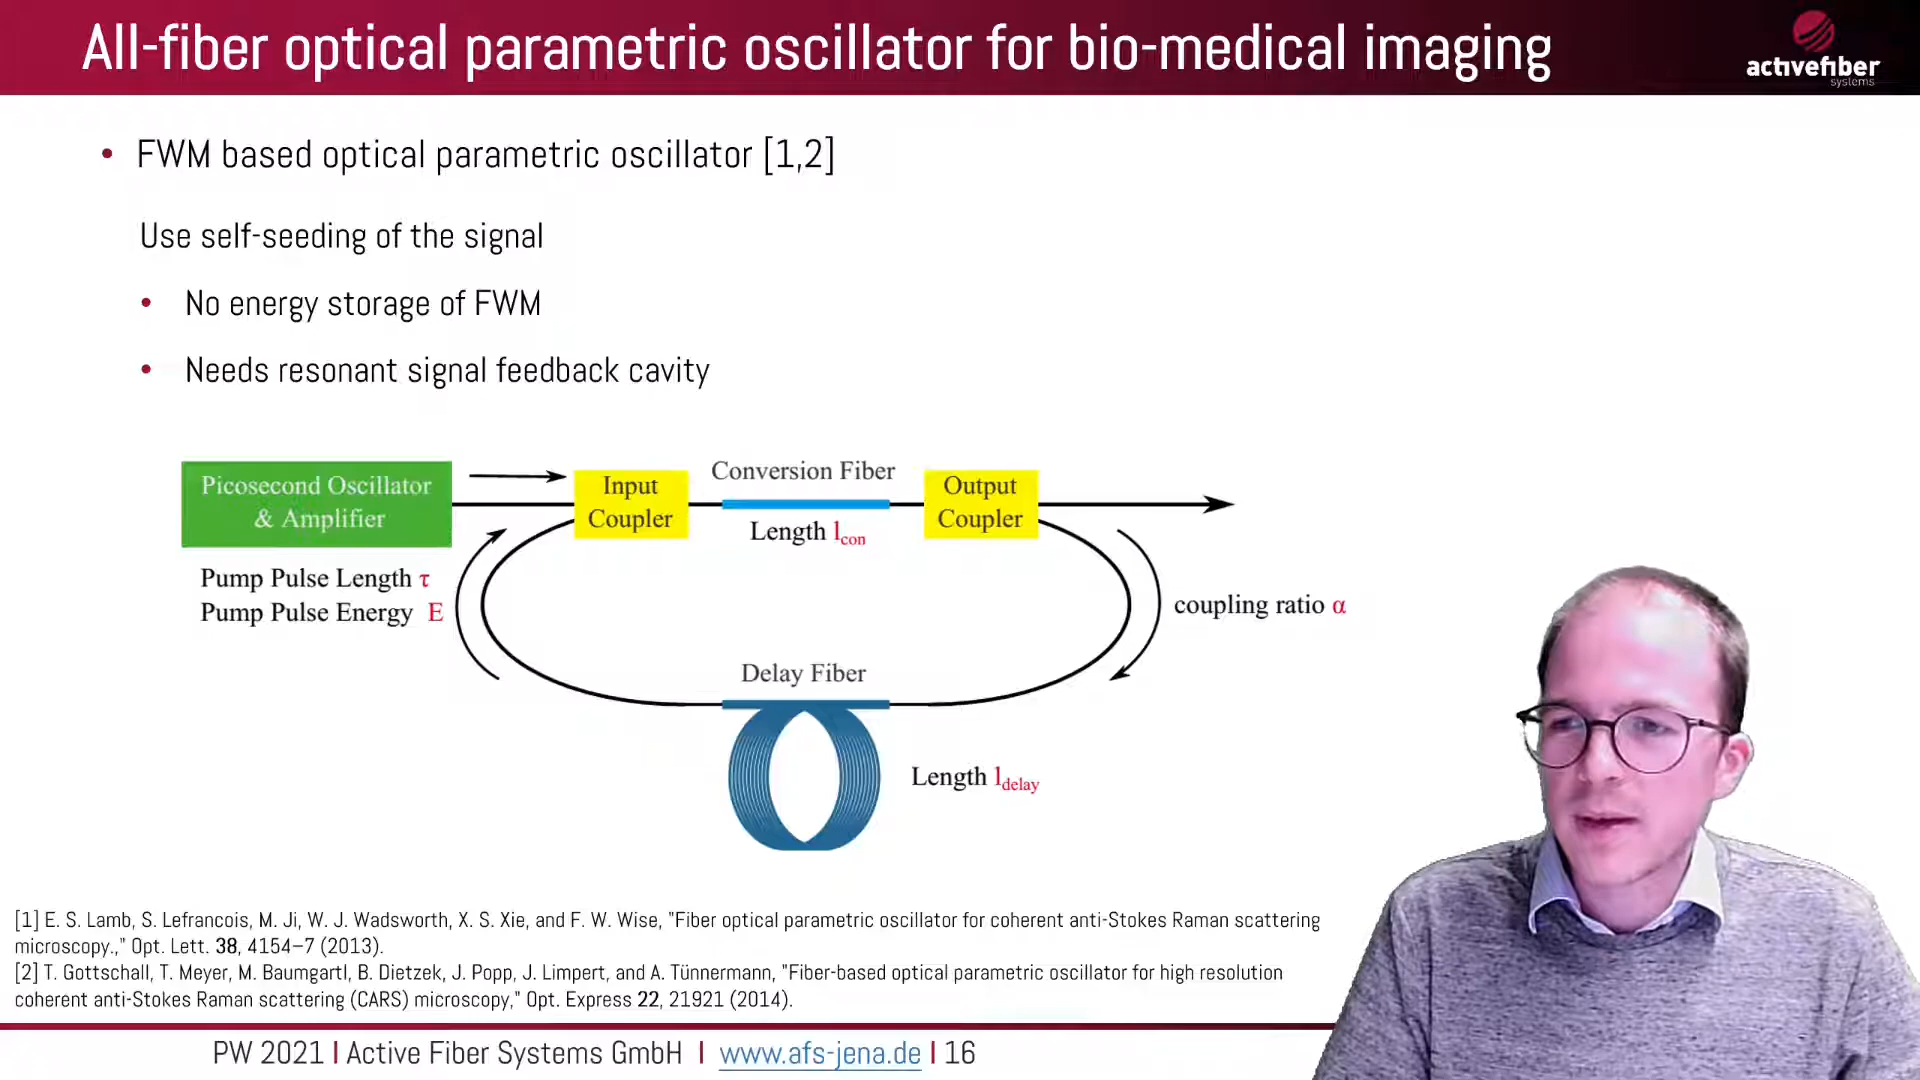 All-fiber optical parametric oscillator for bio-medical imaging
activefiber
systems
• FWM based optical parametric oscillator [1,2]
Use self-seeding of the signal
• No energy storage of FWM
• Needs resonant signal feedback cavity
Picosecond Oscillator
& Amplifier
Pump Pulse Length τ
Pump Pulse Energy E
Input
Coupler
Conversion Fiber
Length lcon
Output
Coupler
coupling ratio α
Delay Fiber
Length ldelay
[1] E. S. Lamb, S. Lefrancois, M. Ji, W. J. Wadsworth, X. S. Xie, and F. W. Wise, "Fiber optical parametric oscillator for coherent anti-Stokes Raman scattering
microscopy.," Opt. Lett. 38, 4154–7 (2013).
[2] T. Gottschall, T. Meyer, M. Baumgartl, B. Dietzek, J. Popp, J. Limpert, and A. Tünnermann, "Fiber-based optical parametric oscillator for high resolution
coherent anti-Stokes Raman scattering (CARS) microscopy," Opt. Express 22, 21921 (2014).
PW 2021 I Active Fiber Systems GmbH I www.afs-jena.de I 16